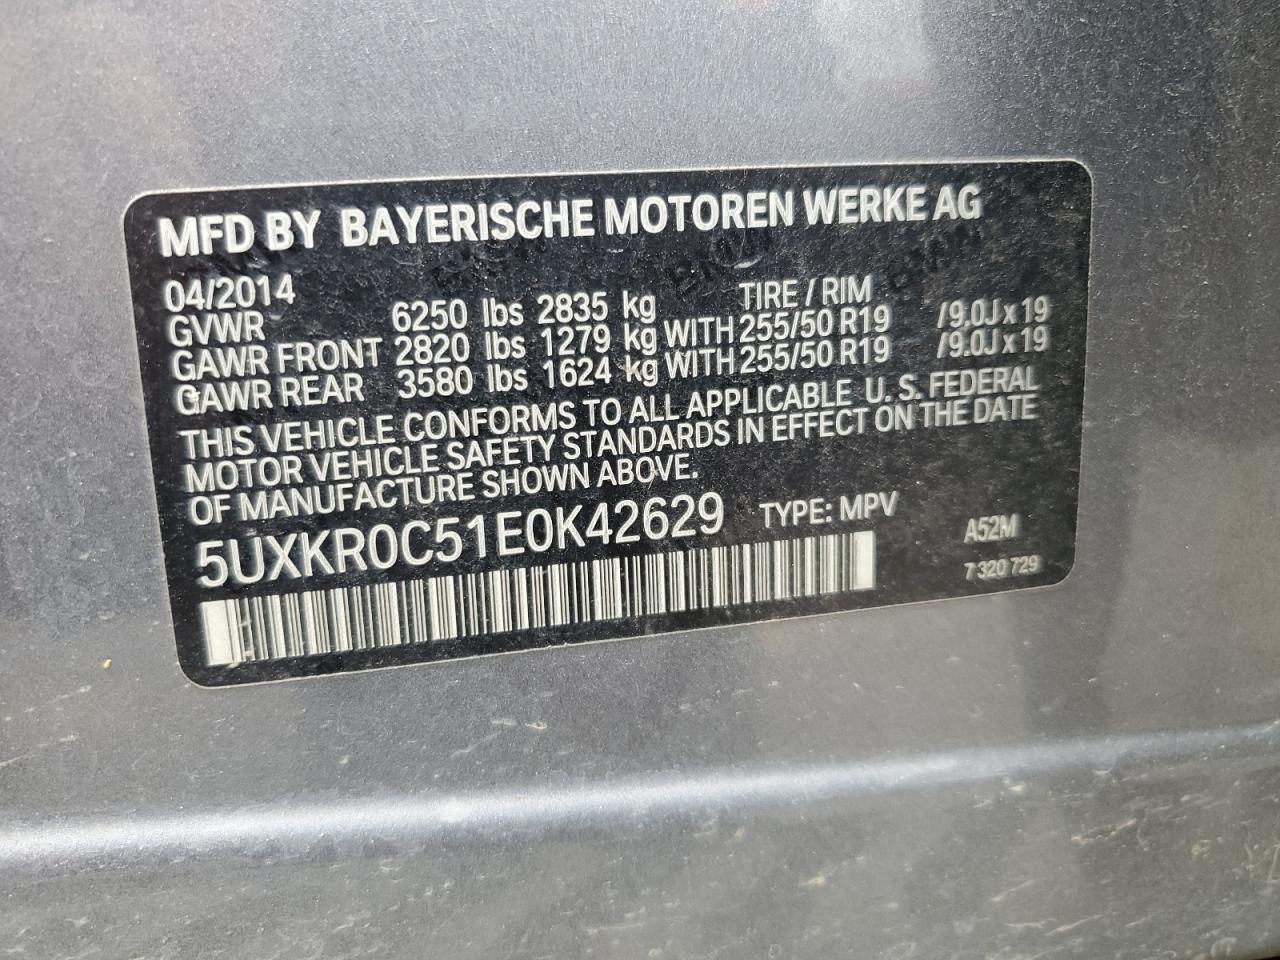 MFD BY BAYERISCHE MOTOREN WERKE AG
04/2014 TIRE / RIM
GVWR 6250 lbs 2835 kg
GAWR FRONT 2820 lbs 1279 kg WITH 255/50 R19 /9.0J x 19
GAWR REAR 3580 lbs 1624 kg WITH 255/50 R19 /9.0J x 19
THIS VEHICLE CONFORMS TO ALL APPLICABLE U.S. FEDERAL
MOTOR VEHICLE SAFETY STANDARDS IN EFFECT ON THE DATE
OF MANUFACTURE SHOWN ABOVE.
5UXKR0C51E0K42629 TYPE: MPV
A52M
7 320 729
BMW
BMW
BMW